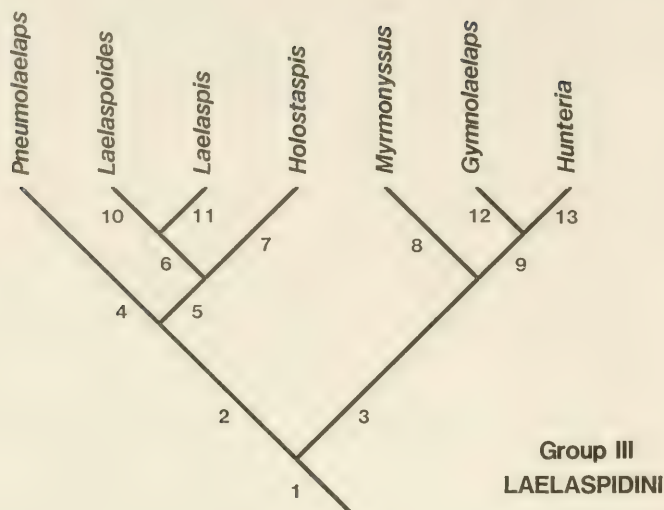 Pneumolaelaps
Laelaspoides
Laelaspis
Holostaspis
Myrmonyssus
Gymnolaelaps
Hunteria
10
11
12
13
6
7
8
9
4
5
2
3
1
Group III
LAELASPIDINI